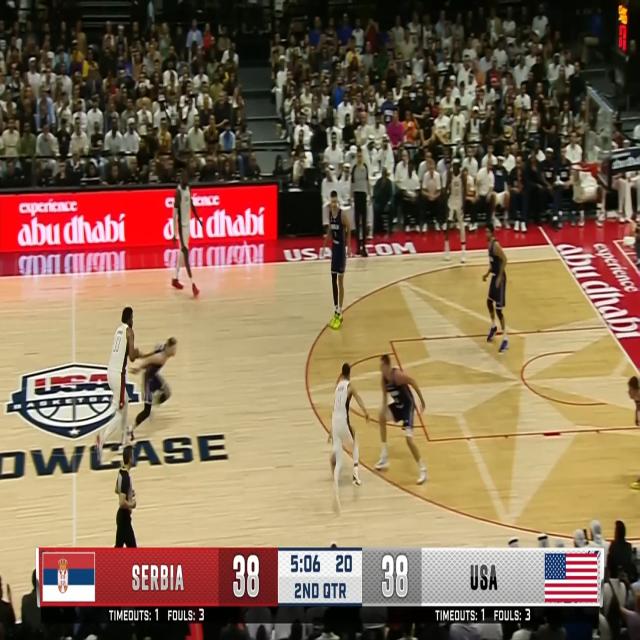 experience
abu dhabi
experience
abu dhabi
USAB.COM
experience
abu dhabi
USA
OWCASE
SERBIA 38 5:06 20 38 USA
2ND QTR
TIMEOUTS: 1 FOULS: 3
TIMEOUTS: 1 FOULS: 3